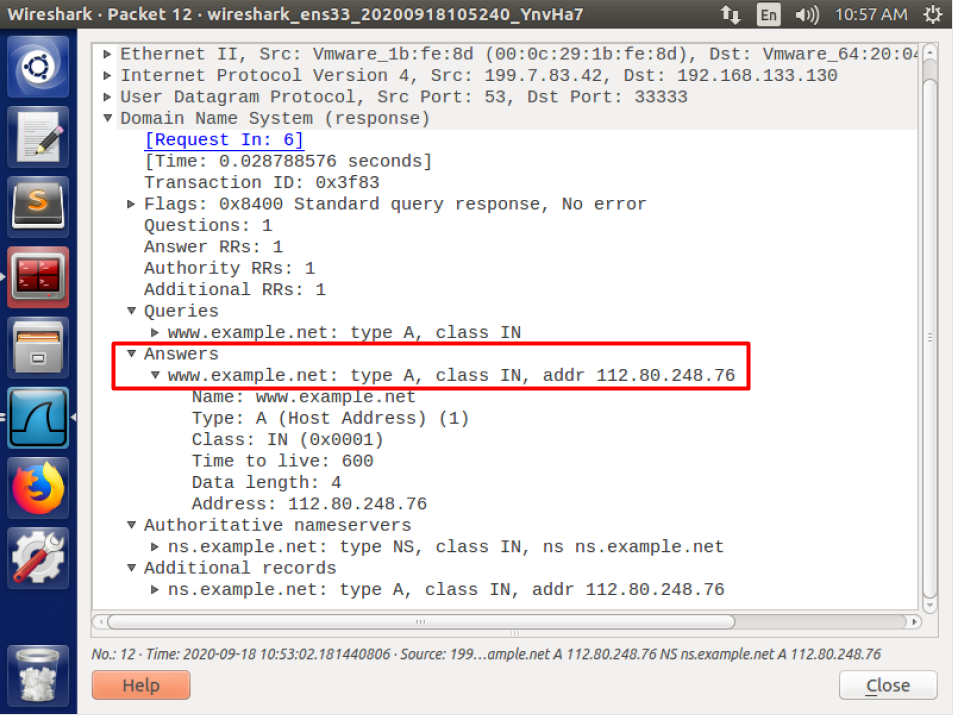 Wireshark · Packet 12 · wireshark_ens33_20200918105240_YnvHa7 En 10:57 AM
Ethernet II, Src: Vmware_1b:fe:8d (00:0c:29:1b:fe:8d), Dst: Vmware_64:20:04
Internet Protocol Version 4, Src: 199.7.83.42, Dst: 192.168.133.130
User Datagram Protocol, Src Port: 53, Dst Port: 33333
Domain Name System (response)
[Request In: 6]
[Time: 0.028788576 seconds]
Transaction ID: 0x3f83
Flags: 0x8400 Standard query response, No error
Questions: 1
Answer RRs: 1
Authority RRs: 1
Additional RRs: 1
Queries
www.example.net: type A, class IN
Answers
www.example.net: type A, class IN, addr 112.80.248.76
Name: www.example.net
Type: A (Host Address) (1)
Class: IN (0x0001)
Time to live: 600
Data length: 4
Address: 112.80.248.76
Authoritative nameservers
ns.example.net: type NS, class IN, ns ns.example.net
Additional records
ns.example.net: type A, class IN, addr 112.80.248.76
No.: 12 · Time: 2020-09-18 10:53:02.181440806 · Source: 199…ample.net A 112.80.248.76 NS ns.example.net A 112.80.248.76
Help
Close